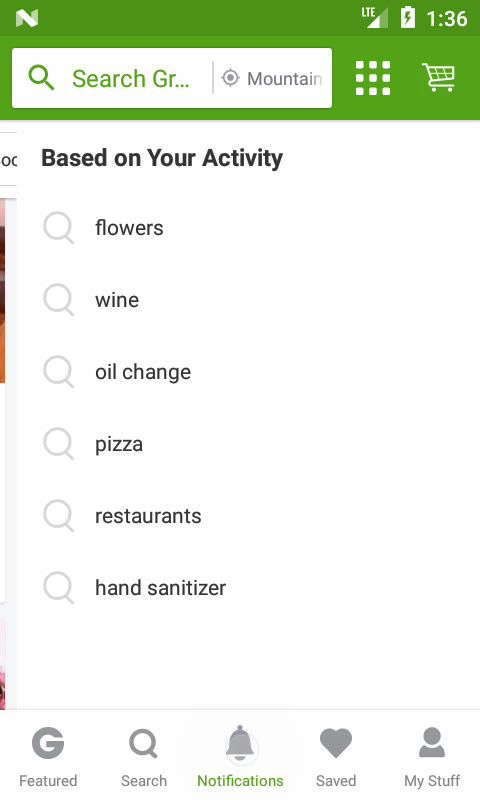 LTE
1:36
Search Gr...
Mountain
Based on Your Activity
flowers
wine
oil change
pizza
restaurants
hand sanitizer
Featured
Search
Notifications
Saved
My Stuff